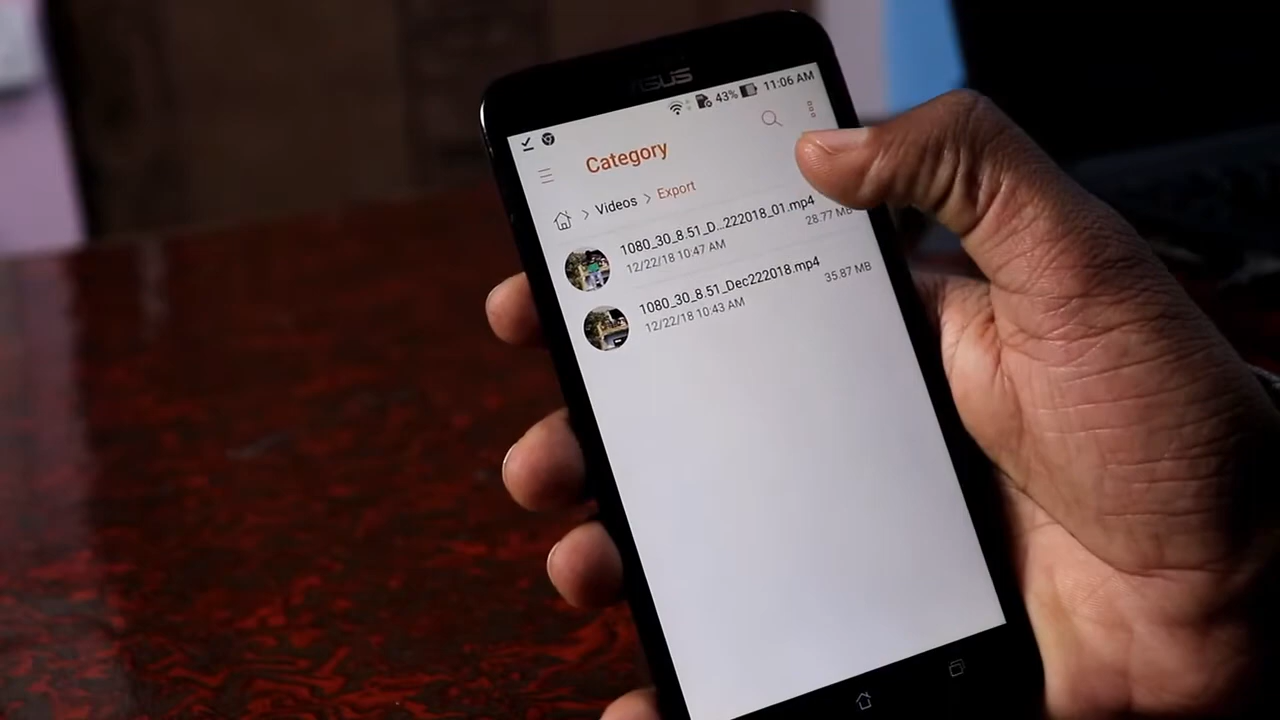 ASUS
43% 11:06 AM
Category
Videos Export
1080_30_8.51_D...222018_01.mp4
12/22/18 10:47 AM 28.77 MB
1080_30_8.51_Dec222018.mp4
12/22/18 10:43 AM 35.87 MB